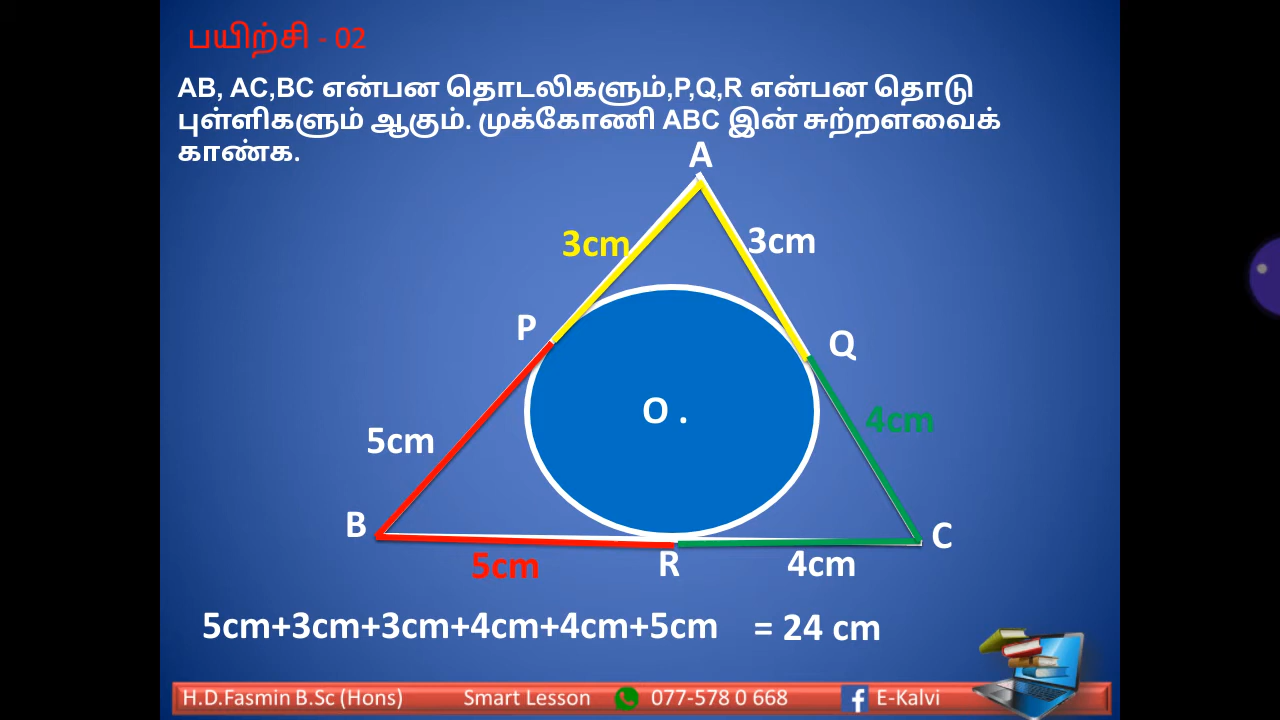 பயிற்சி - 02
AB, AC,BC என்பன தொடலிகளும்,P,Q,R என்பன தொடு
புள்ளிகளும் ஆகும். முக்கோணி ABC இன் சுற்றளவைக்
காண்க.
A
3cm
3cm
P
Q
O .
4cm
5cm
B
C
5cm
R
4cm
5cm+3cm+3cm+4cm+4cm+5cm = 24 cm
H.D.Fasmin B.Sc (Hons) Smart Lesson 077-578 0 668 E-Kalvi